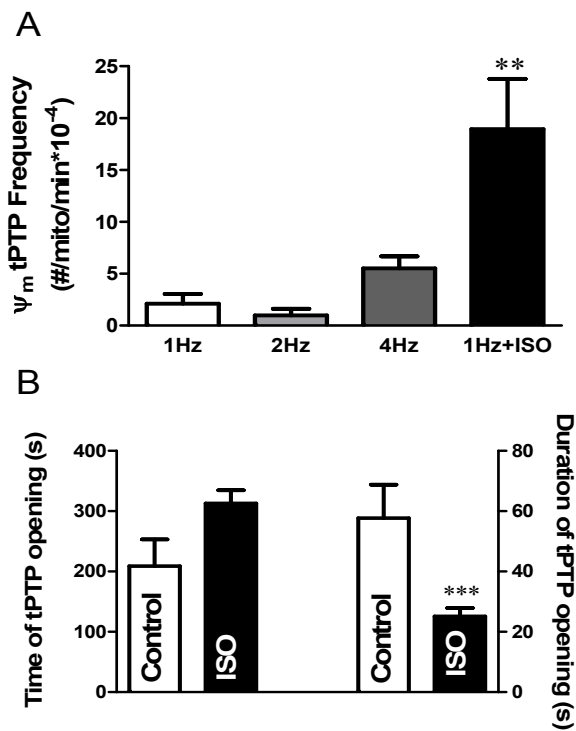 A
Ψm tPTP Frequency
(#/mito/min*10-4)
25
20
15
10
5
0
**
1Hz
2Hz
4Hz
1Hz+ISO
B
Time of tPTP opening (s)
400
300
200
100
0
Control
ISO
Control
ISO
***
80
60
40
20
0
Duration of tPTP opening (s)